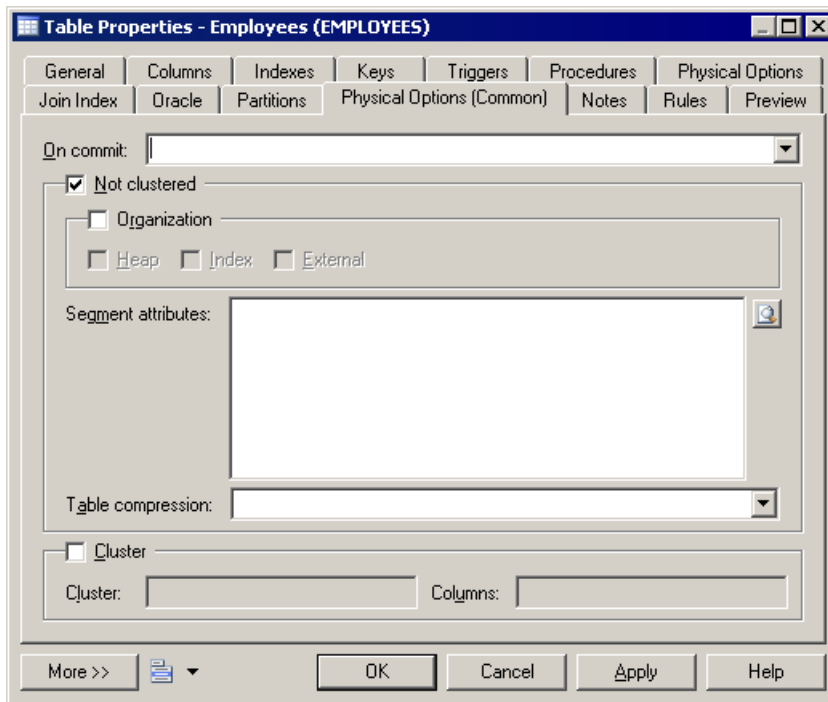 Table Properties - Employees (EMPLOYEES)
General Columns Indexes Keys Triggers Procedures Physical Options
Join Index Oracle Partitions Physical Options (Common) Notes Rules Preview
On commit:
Not clustered
Organization
Heap Index External
Segment attributes:
Table compression:
Cluster
Cluster: Columns:
More >> OK Cancel Apply Help